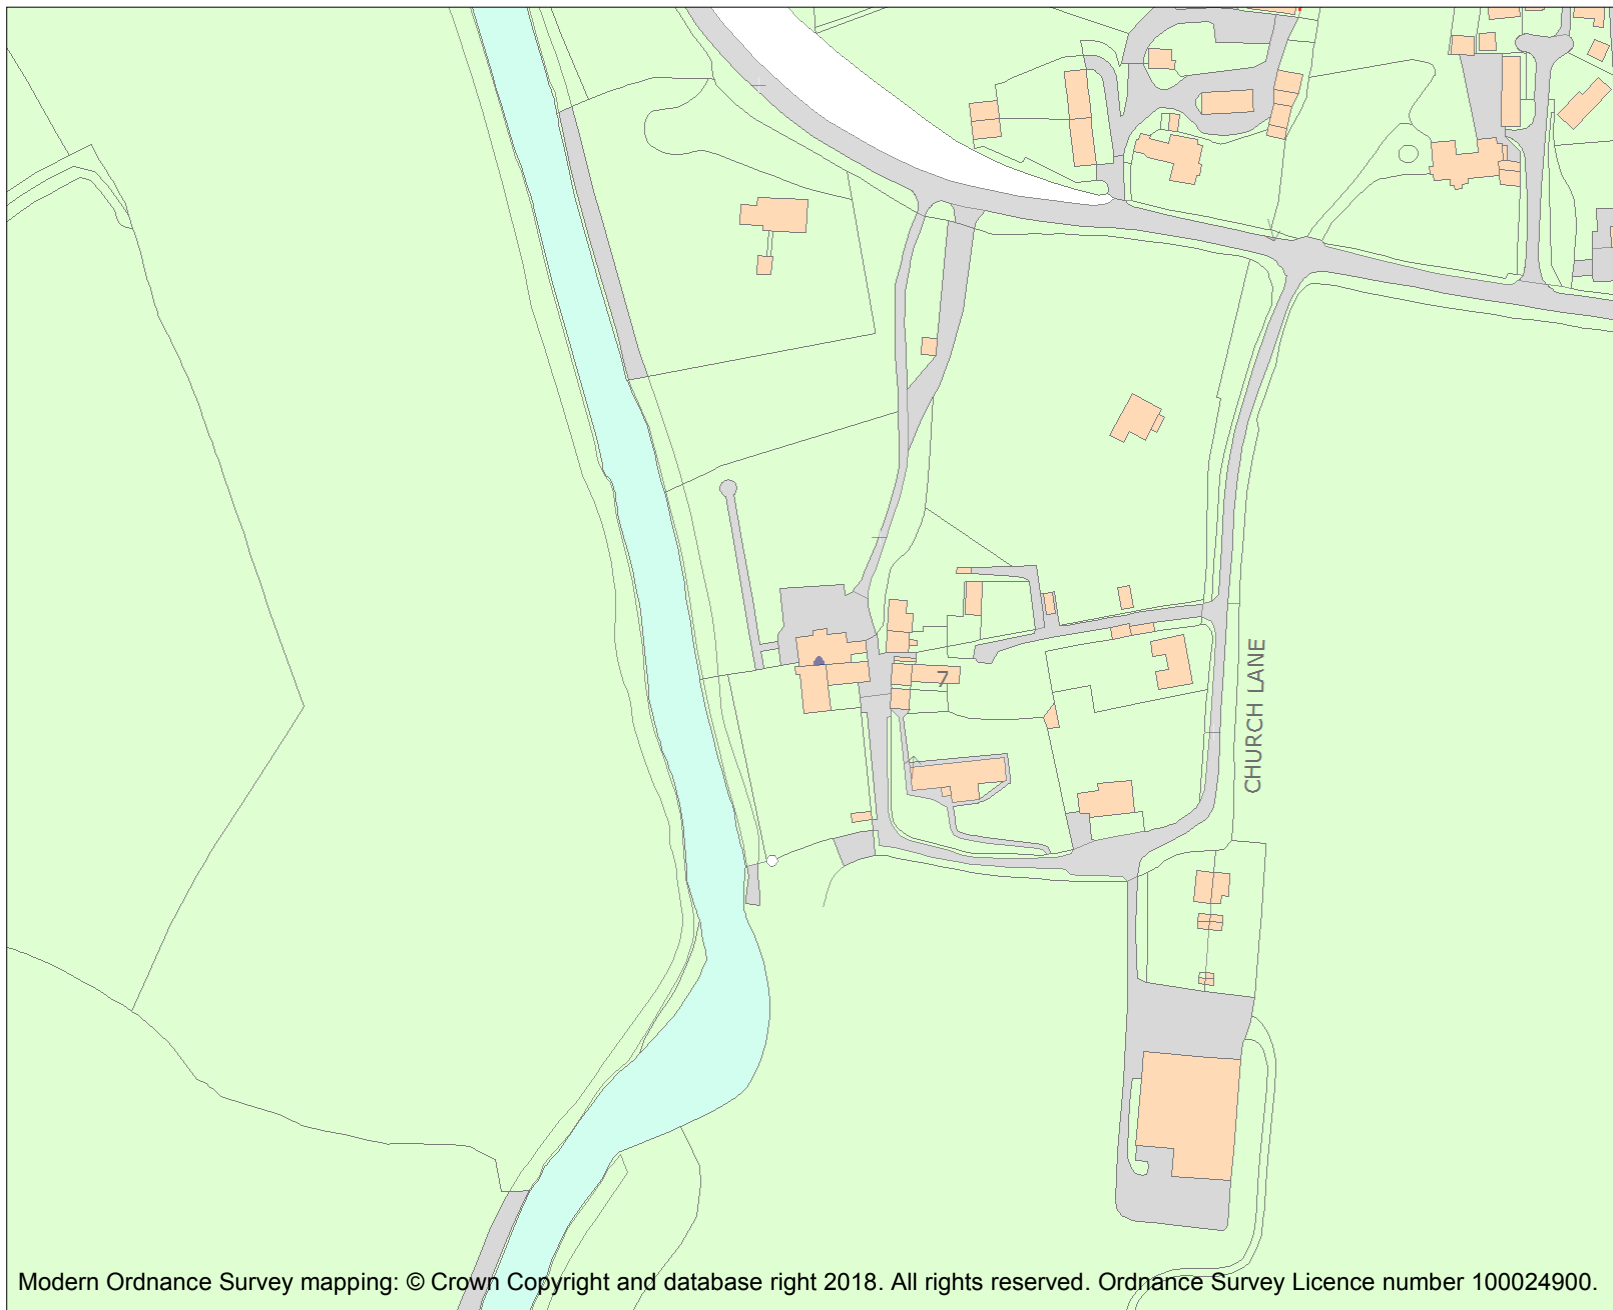 7
CHURCH LANE
Modern Ordnance Survey mapping: © Crown Copyright and database right 2018. All rights reserved. Ordnance Survey Licence number 100024900.